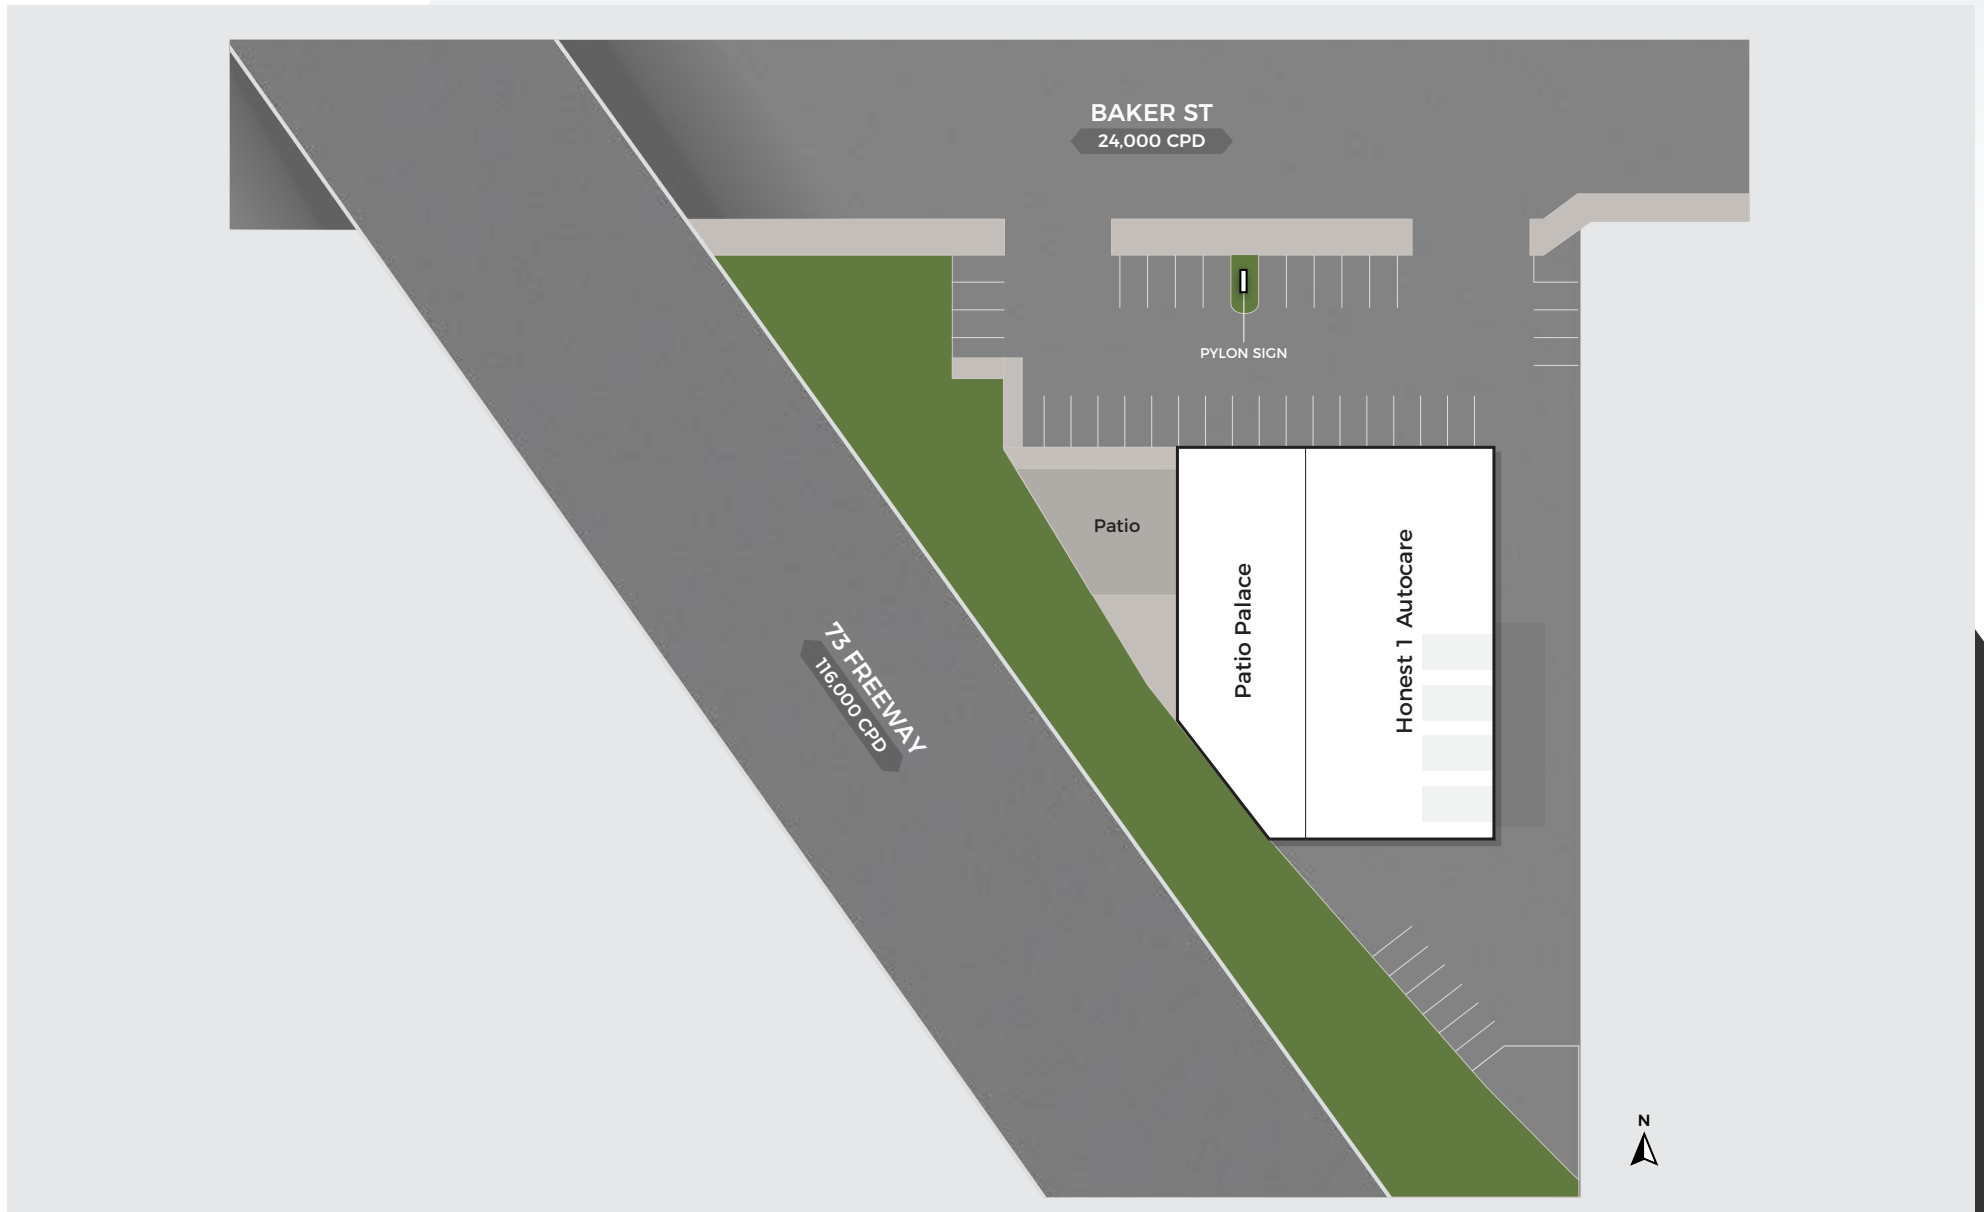 BAKER ST
24,000 CPD
PYLON SIGN
Patio
Patio Palace
Honest 1 Autocare
73 FREEWAY
116,000 CPD
N